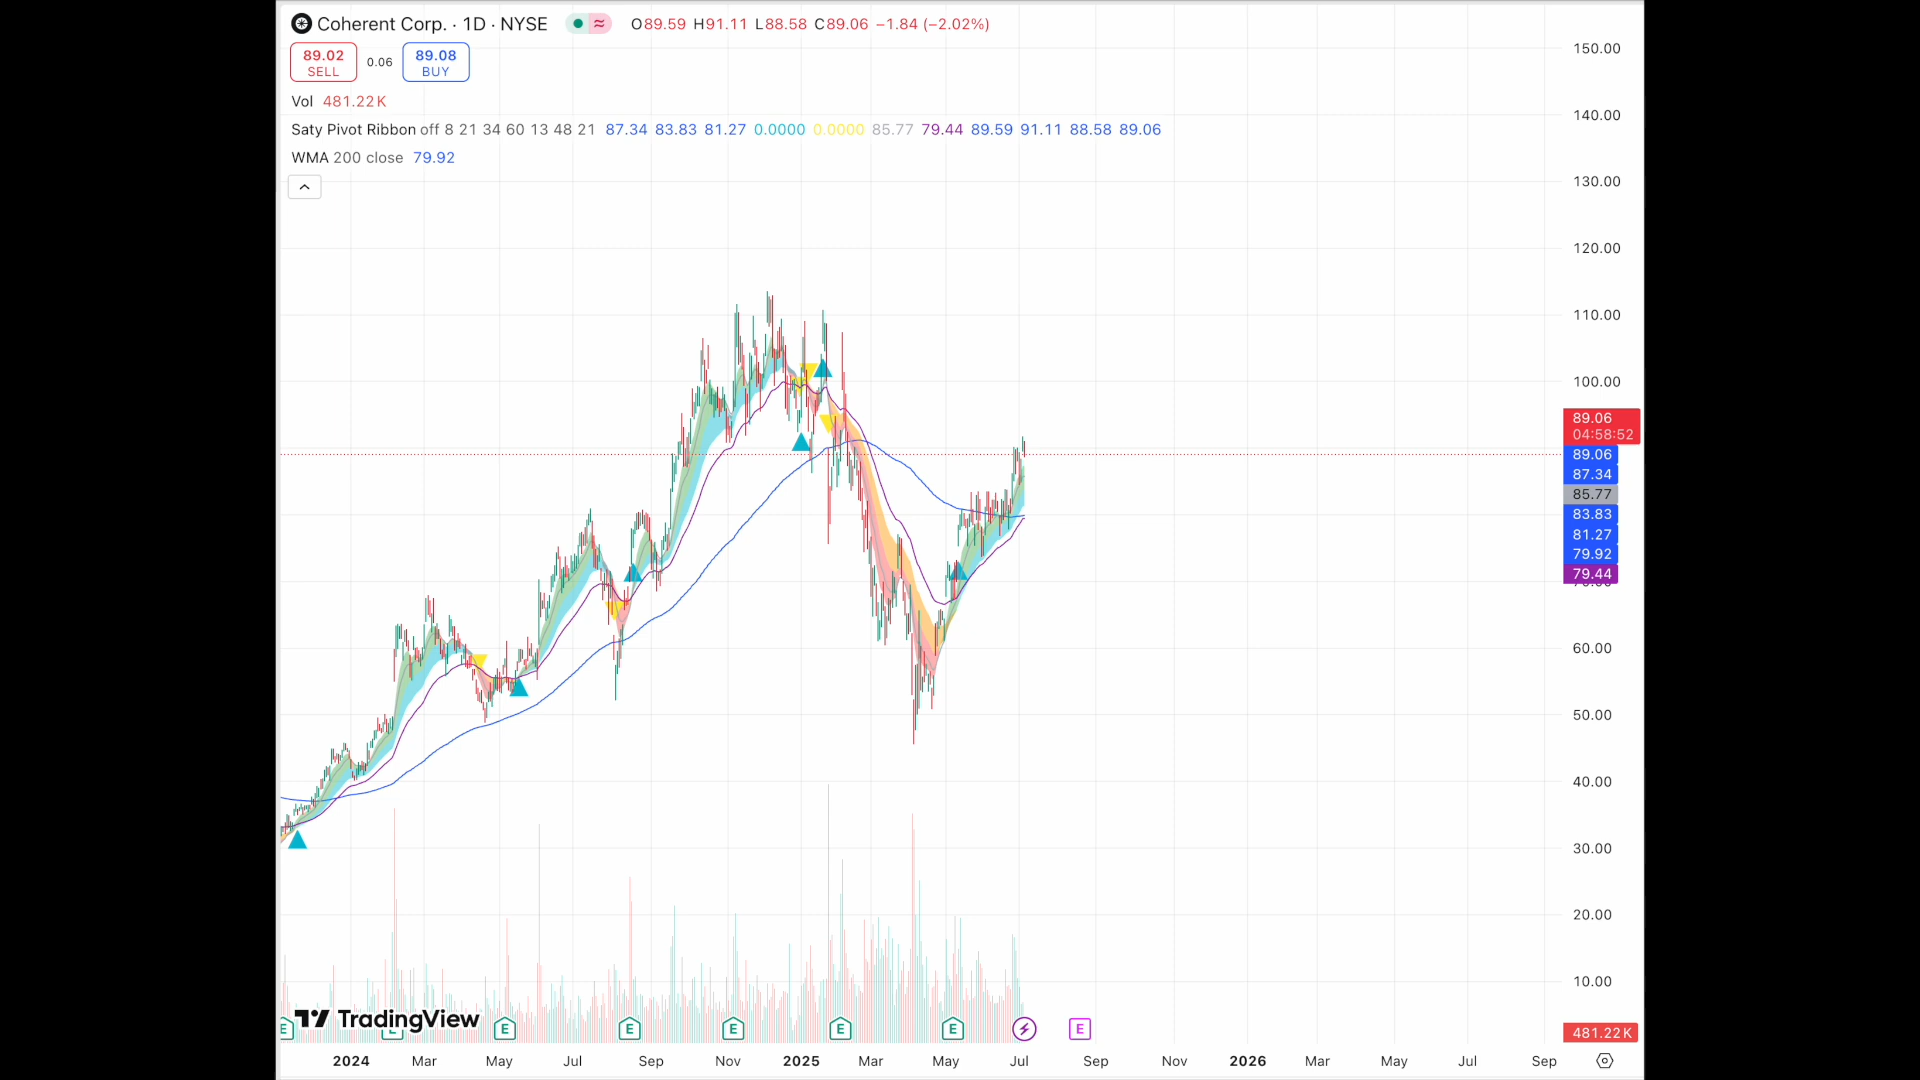 Coherent Corp. · 1D · NYSE
O89.59 H91.11 L88.58 C89.06 −1.84 (−2.02%)
89.02 SELL
0.06
89.08 BUY
Vol 481.22 K
Saty Pivot Ribbon off 8 21 34 60 13 48 21 87.34 83.83 81.27 0.0000 0.0000 85.77 79.44 89.59 91.11 88.58 89.06
WMA 200 close 79.92
150.00
140.00
130.00
120.00
110.00
100.00
89.06
04:58:52
89.06
87.34
85.77
83.83
81.27
79.92
79.44
60.00
50.00
40.00
30.00
20.00
10.00
481.22 K
TradingView
E E E E E E E E
2024 Mar May Jul Sep Nov 2025 Mar May Jul Sep Nov 2026 Mar May Jul Sep